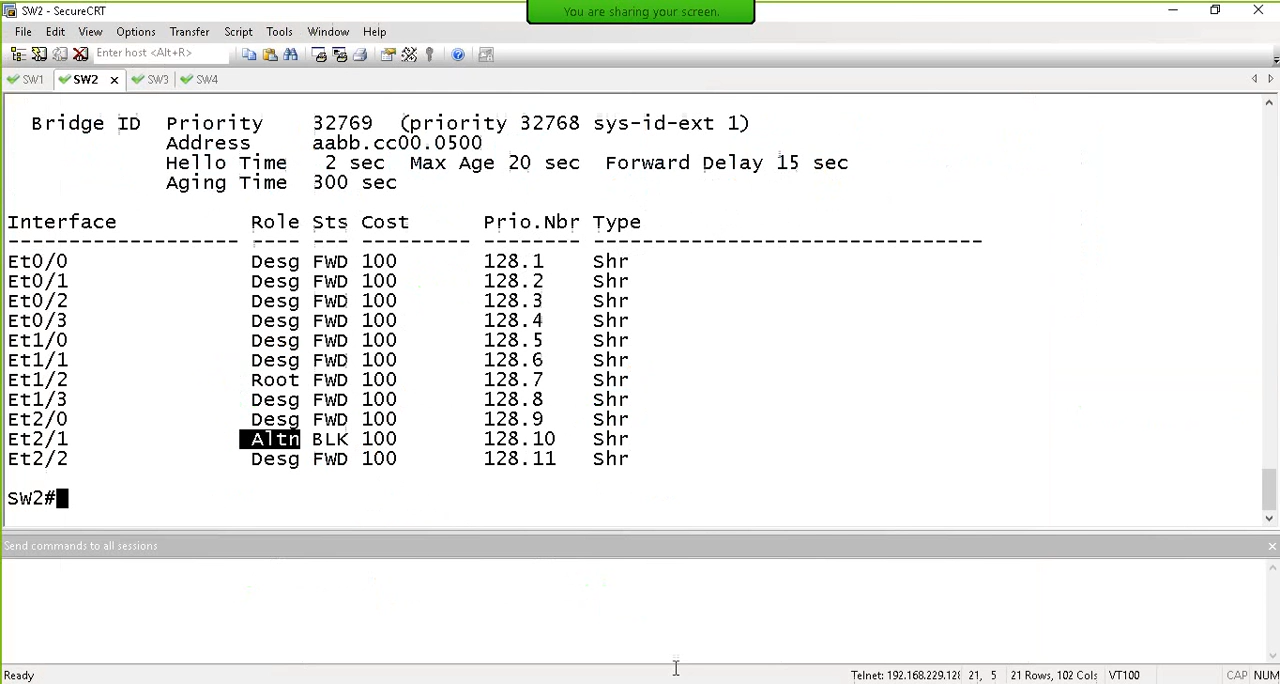 You are sharing your screen.
SW2 - SecureCRT
File Edit View Options Transfer Script Tools Window Help
Enter host <Alt+R>
SW1 SW2 SW3 SW4
Bridge ID Priority 32769 (priority 32768 sys-id-ext 1)
Address aabb.cc00.0500
Hello Time 2 sec Max Age 20 sec Forward Delay 15 sec
Aging Time 300 sec
Interface Role Sts Cost Prio.Nbr Type
------------------- ---- --- --------- -------- --------------------------------
Et0/0 Desg FWD 100 128.1 Shr
Et0/1 Desg FWD 100 128.2 Shr
Et0/2 Desg FWD 100 128.3 Shr
Et0/3 Desg FWD 100 128.4 Shr
Et1/0 Desg FWD 100 128.5 Shr
Et1/1 Desg FWD 100 128.6 Shr
Et1/2 Root FWD 100 128.7 Shr
Et1/3 Desg FWD 100 128.8 Shr
Et2/0 Desg FWD 100 128.9 Shr
Et2/1 Altn BLK 100 128.10 Shr
Et2/2 Desg FWD 100 128.11 Shr
SW2#
Send commands to all sessions
Ready Telnet: 192.168.229.128 21, 5 21 Rows, 102 Cols VT100 CAP NUM